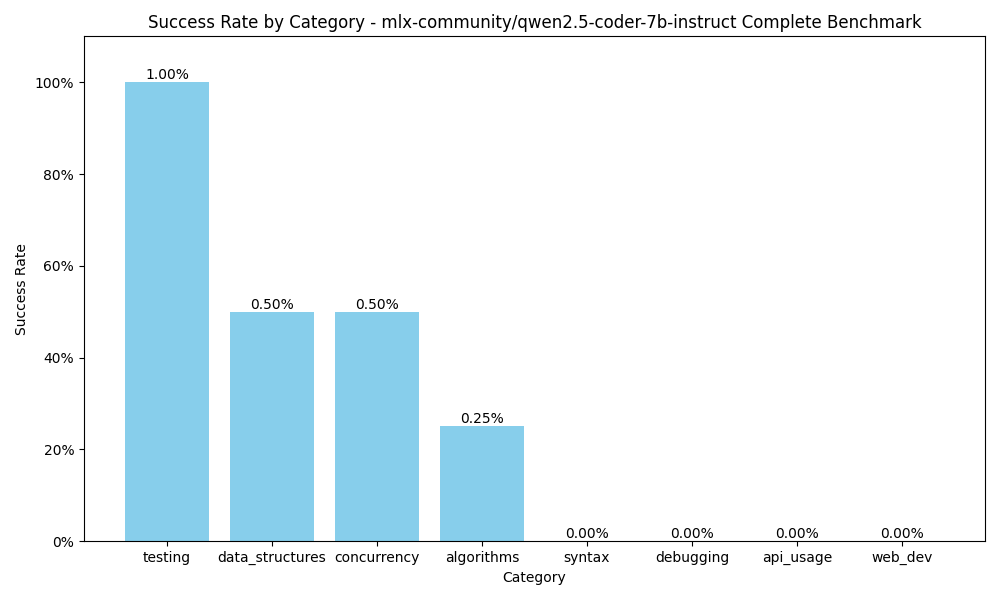 Success Rate by Category - mlx-community/qwen2.5-coder-7b-instruct Complete Benchmark
Success Rate
100%
80%
60%
40%
20%
0%
1.00%
0.50%
0.50%
0.25%
0.00%
0.00%
0.00%
0.00%
testing
data_structures
concurrency
algorithms
syntax
debugging
api_usage
web_dev
Category